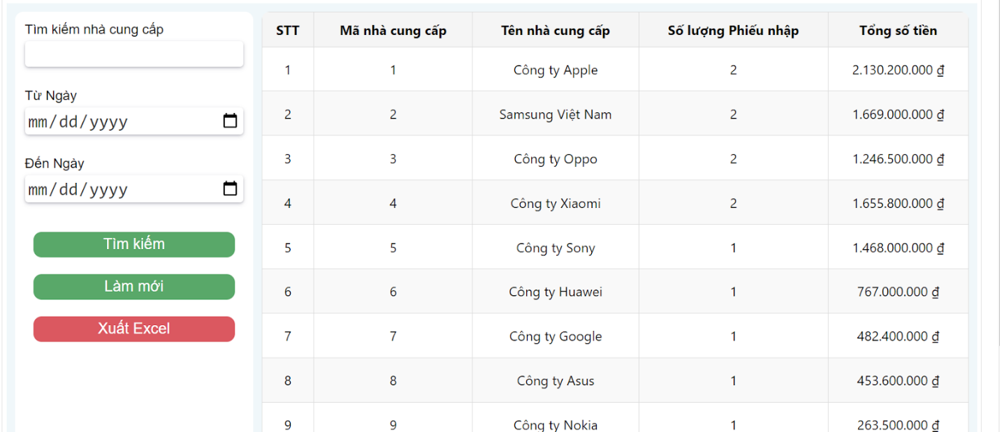 Tìm kiếm nhà cung cấp
Từ Ngày
mm/dd/yyyy
Đến Ngày
mm/dd/yyyy
Tìm kiếm
Làm mới
Xuất Excel
STT Mã nhà cung cấp Tên nhà cung cấp Số lượng Phiếu nhập Tổng số tiền
1 1 Công ty Apple 2 2.130.200.000 ₫
2 2 Samsung Việt Nam 2 1.669.000.000 ₫
3 3 Công ty Oppo 2 1.246.500.000 ₫
4 4 Công ty Xiaomi 2 1.655.800.000 ₫
5 5 Công ty Sony 1 1.468.000.000 ₫
6 6 Công ty Huawei 1 767.000.000 ₫
7 7 Công ty Google 1 482.400.000 ₫
8 8 Công ty Asus 1 453.600.000 ₫
9 9 Công ty Nokia 1 263.500.000 ₫